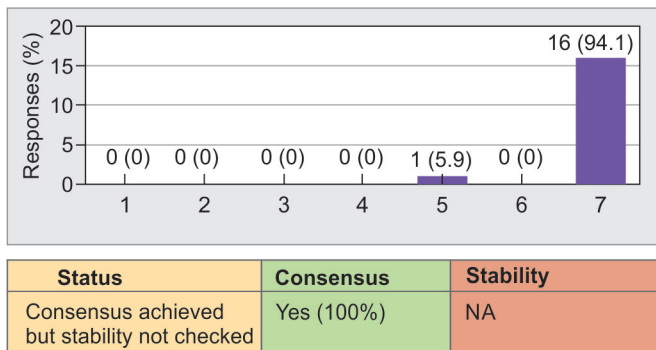 Responses (%)
20
15
10
5
0
0 (0) 0 (0) 0 (0) 0 (0) 1 (5.9) 0 (0) 16 (94.1)
1 2 3 4 5 6 7
Status Consensus Stability
Consensus achieved Yes (100%) NA
but stability not checked